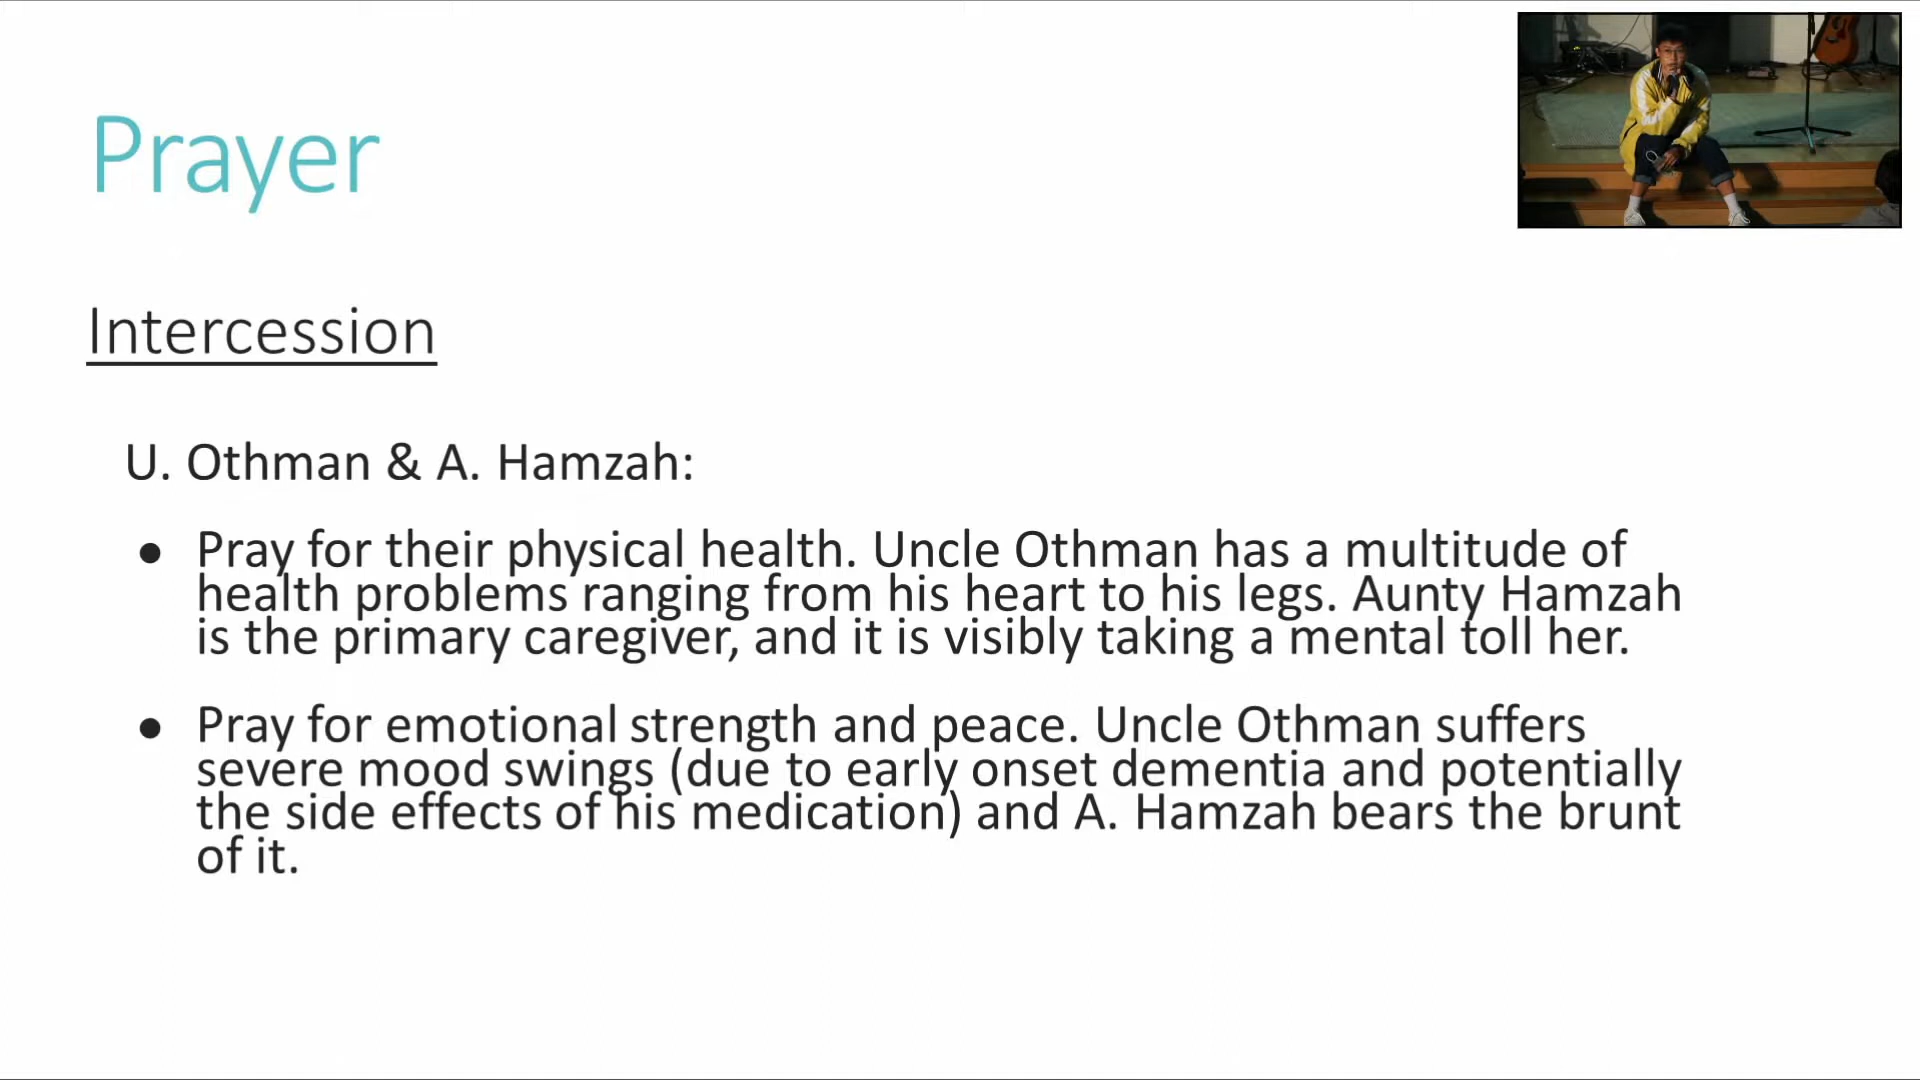 Prayer
Intercession
U. Othman & A. Hamzah:
● Pray for their physical health. Uncle Othman has a multitude of
health problems ranging from his heart to his legs. Aunty Hamzah
is the primary caregiver, and it is visibly taking a mental toll her.
● Pray for emotional strength and peace. Uncle Othman suffers
severe mood swings (due to early onset dementia and potentially
the side effects of his medication) and A. Hamzah bears the brunt
of it.